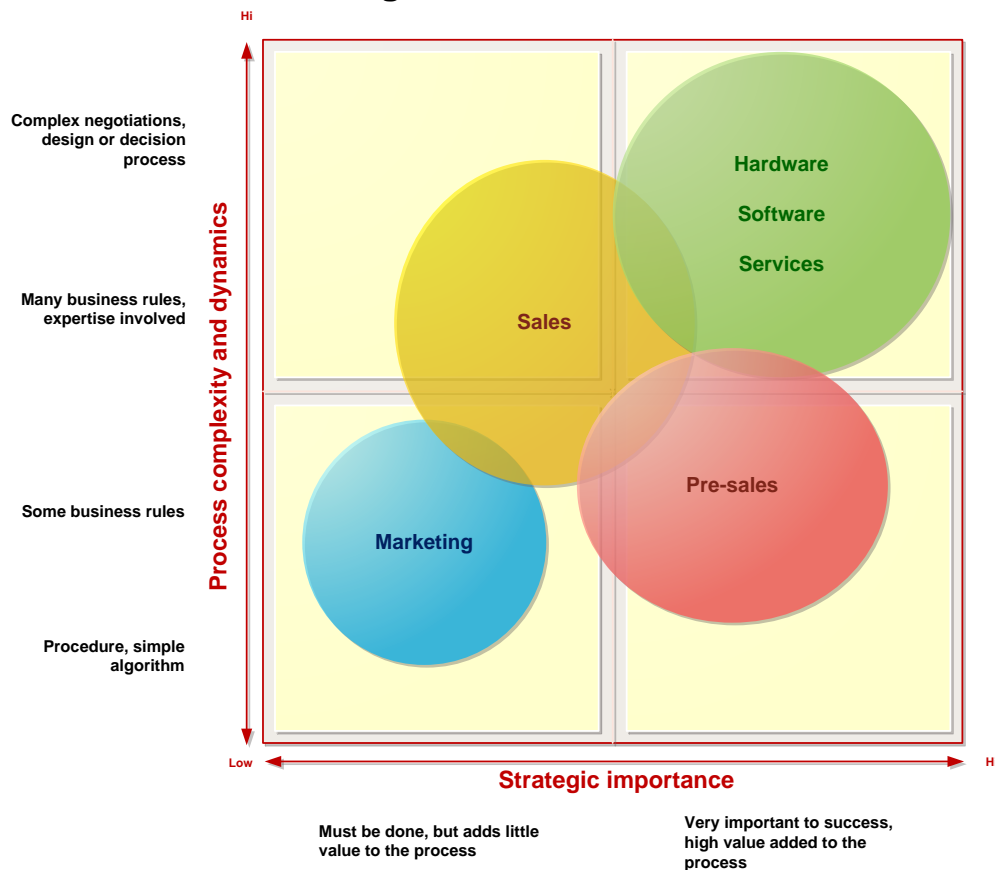 Hi
Complex negotiations,
design or decision
process
Hardware
Software
Services
Process complexity and dynamics
Many business rules,
expertise involved
Sales
Pre-sales
Some business rules
Marketing
Procedure, simple
algorithm
Low
H
Strategic importance
Must be done, but adds little
value to the process
Very important to success,
high value added to the
process